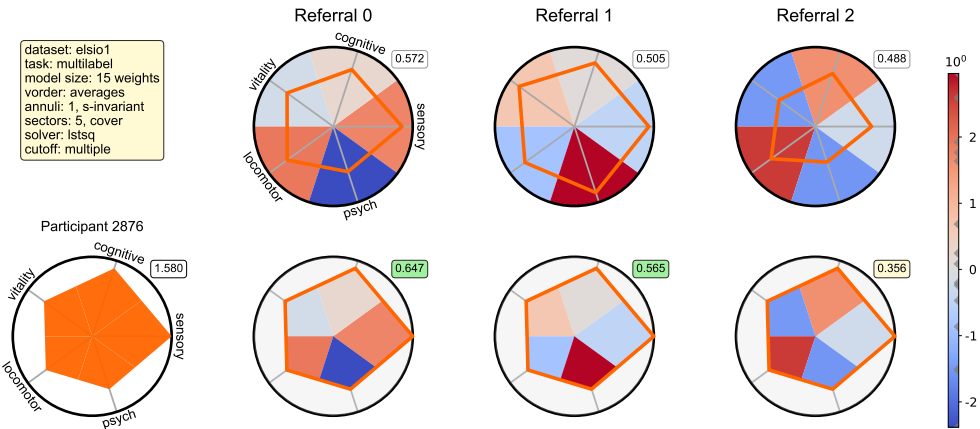 Referral 0
Referral 1
Referral 2
dataset: elsio1
task: multilabel
model size: 15 weights
vorder: averages
annuli: 1, s-invariant
sectors: 5, cover
solver: lstsq
cutoff: multiple
cognitive
vitality
sensory
locomotor
psych
0.572
0.505
0.488
10⁰
2
1
0
-1
-2
Participant 2876
cognitive
vitality
sensory
locomotor
psych
1.580
0.647
0.565
0.356